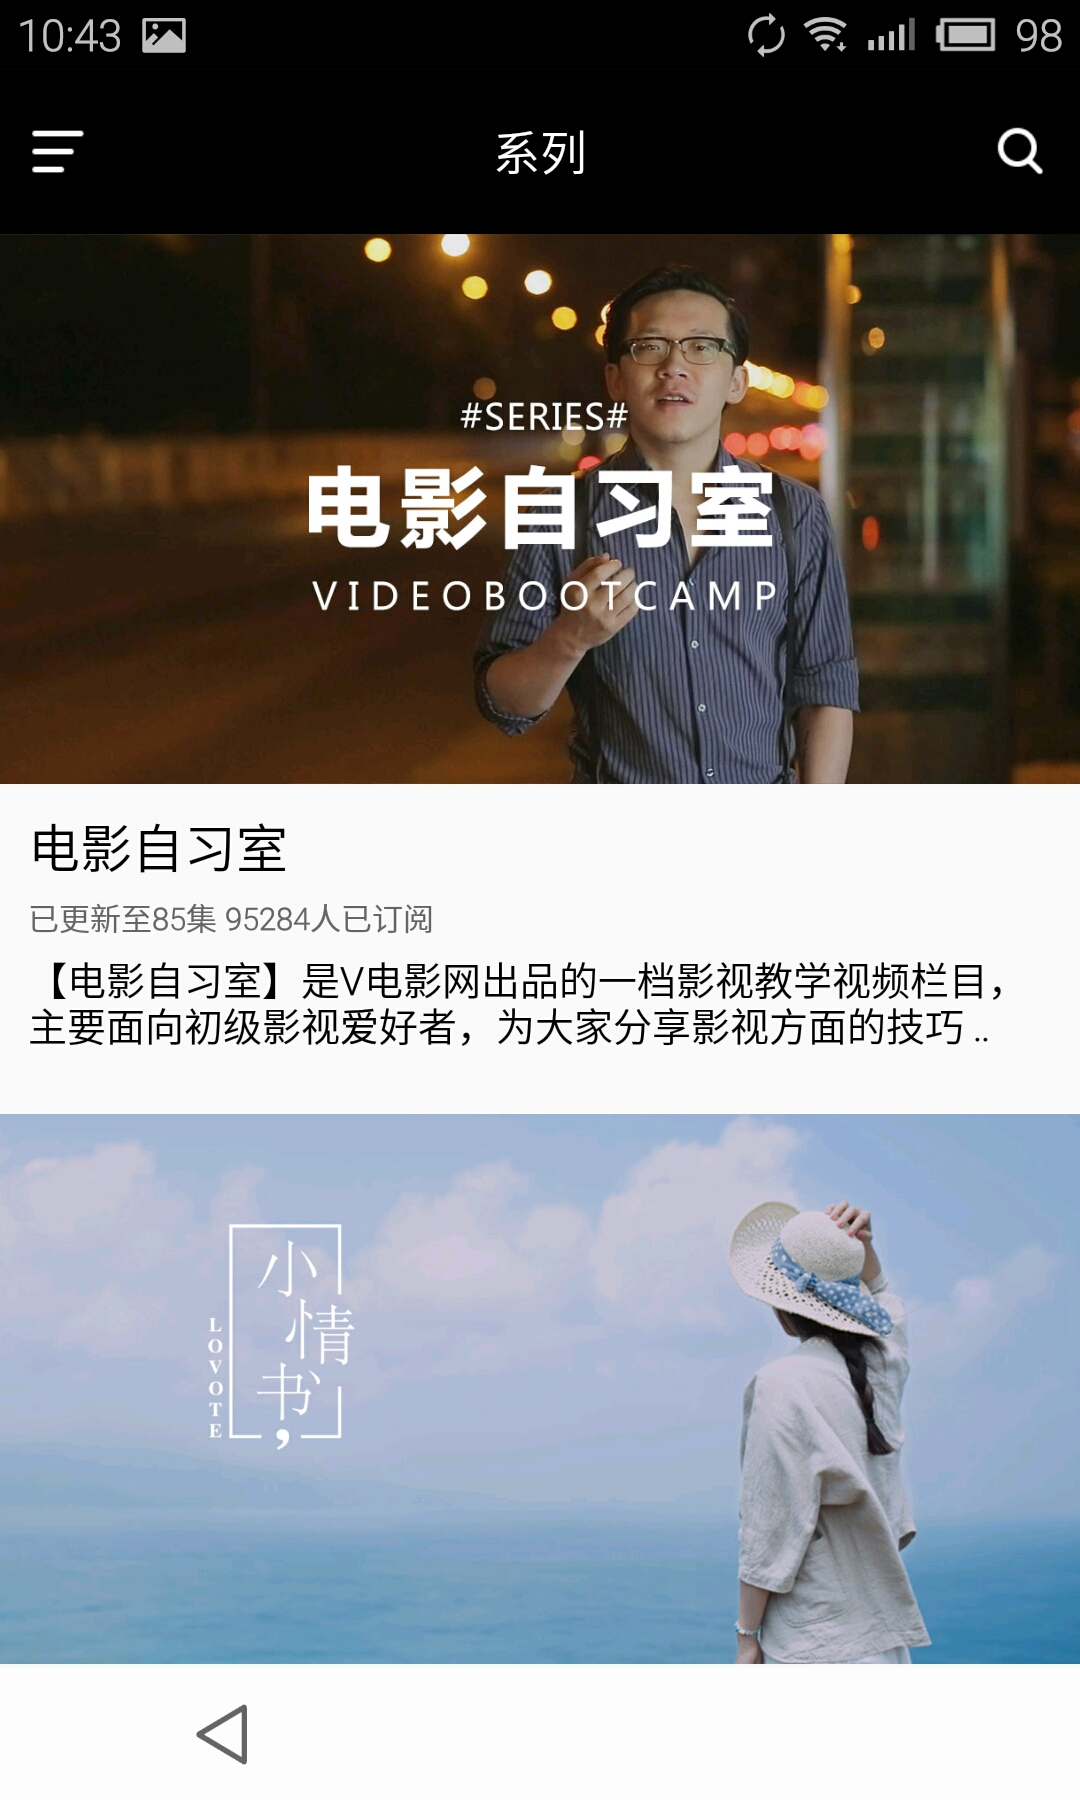 10:43
98
系列
#SERIES#
电影自习室
VIDEOBOOTCAMP
电影自习室
已更新至85集 95284人已订阅
【电影自习室】是V电影网出品的一档影视教学视频栏目，
主要面向初级影视爱好者，为大家分享影视方面的技巧 ..
小情书，
LOVOTE